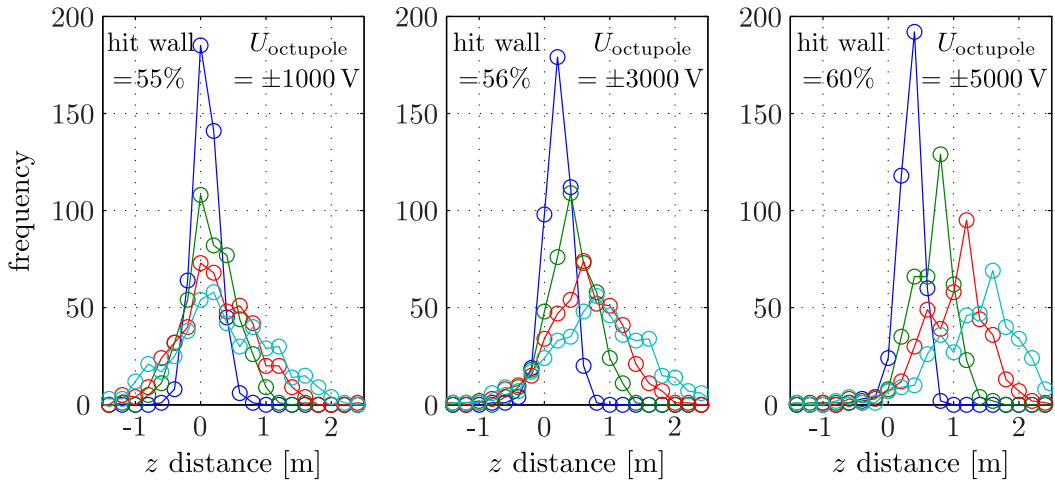 200
150
100
50
0
frequency
hit wall
=55%
U_octupole
= ±1000 V
-1 0 1 2
z distance [m]
200
150
100
50
0
hit wall
=56%
U_octupole
= ±3000 V
-1 0 1 2
z distance [m]
200
150
100
50
0
hit wall
=60%
U_octupole
= ±5000 V
-1 0 1 2
z distance [m]